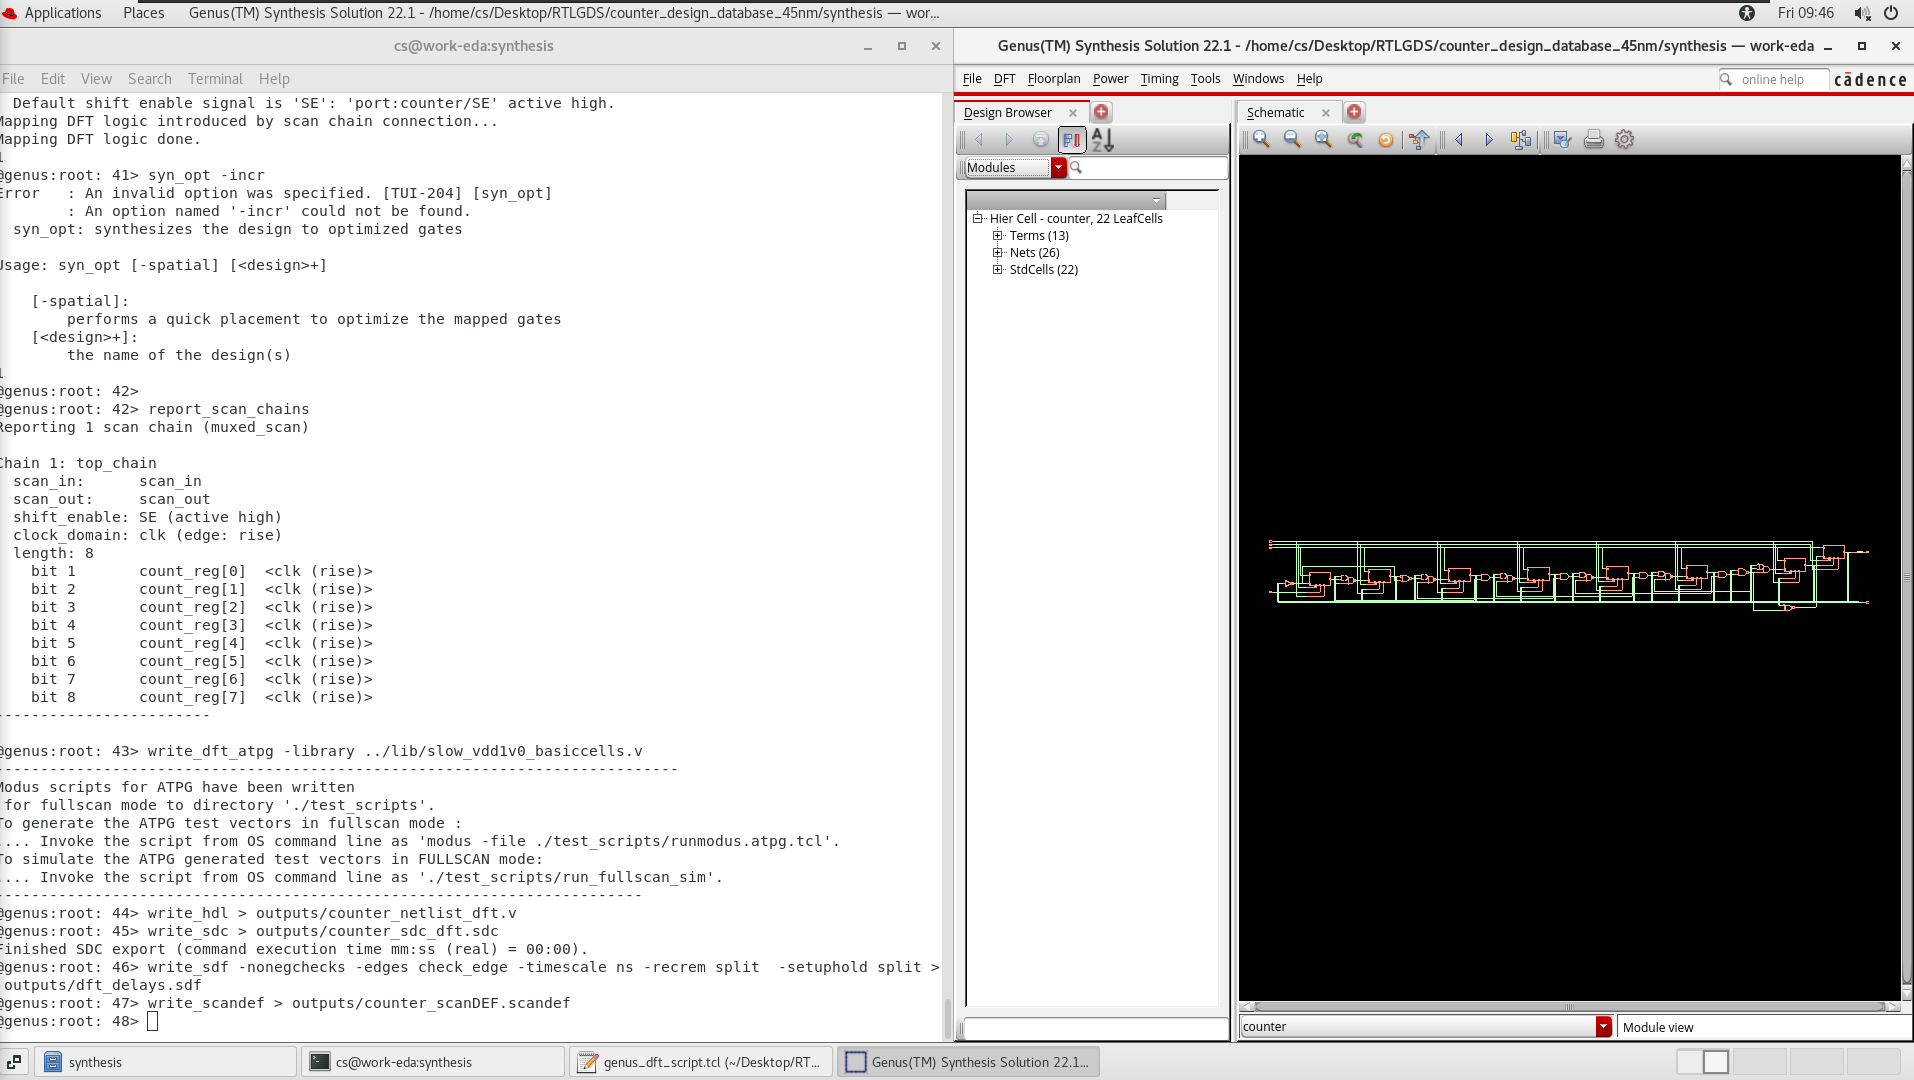 Applications Places Genus(TM) Synthesis Solution 22.1 - /home/cs/Desktop/RTLGDS/counter_design_database_45nm/synthesis — wor...
Fri 09:46
cs@work-eda:synthesis
File Edit View Search Terminal Help
Default shift enable signal is 'SE': 'port:counter/SE' active high.
Mapping DFT logic introduced by scan chain connection...
Mapping DFT logic done.
1
@genus:root: 41> syn_opt -incr
Error   : An invalid option was specified. [TUI-204] [syn_opt]
        : An option named '-incr' could not be found.
  syn_opt: synthesizes the design to optimized gates
Usage: syn_opt [-spatial] [<design>+]
    [-spatial]:
        performs a quick placement to optimize the mapped gates
    [<design>+]:
        the name of the design(s)
1
@genus:root: 42>
@genus:root: 42> report_scan_chains
Reporting 1 scan chain (muxed_scan)
Chain 1: top_chain
  scan_in:      scan_in
  scan_out:     scan_out
  shift_enable: SE (active high)
  clock_domain: clk (edge: rise)
  length: 8
    bit 1       count_reg[0]  <clk (rise)>
    bit 2       count_reg[1]  <clk (rise)>
    bit 3       count_reg[2]  <clk (rise)>
    bit 4       count_reg[3]  <clk (rise)>
    bit 5       count_reg[4]  <clk (rise)>
    bit 6       count_reg[5]  <clk (rise)>
    bit 7       count_reg[6]  <clk (rise)>
    bit 8       count_reg[7]  <clk (rise)>
------------------------
@genus:root: 43> write_dft_atpg -library ../lib/slow_vdd1v0_basiccells.v
----------------------------------------------------------------------------
Modus scripts for ATPG have been written
 for fullscan mode to directory './test_scripts'.
To generate the ATPG test vectors in fullscan mode :
.... Invoke the script from OS command line as 'modus -file ./test_scripts/runmodus.atpg.tcl'.
To simulate the ATPG generated test vectors in FULLSCAN mode:
.... Invoke the script from OS command line as './test_scripts/run_fullscan_sim'.
------------------------------------------------------------------------
@genus:root: 44> write_hdl > outputs/counter_netlist_dft.v
@genus:root: 45> write_sdc > outputs/counter_sdc_dft.sdc
Finished SDC export (command execution time mm:ss (real) = 00:00).
@genus:root: 46> write_sdf -nonegchecks -edges check_edge -timescale ns -recrem split  -setuphold split >
 outputs/dft_delays.sdf
@genus:root: 47> write_scandef > outputs/counter_scanDEF.scandef
@genus:root: 48>
Genus(TM) Synthesis Solution 22.1 - /home/cs/Desktop/RTLGDS/counter_design_database_45nm/synthesis — work-eda
File DFT Floorplan Power Timing Tools Windows Help
online help
cādence
Design Browser
Modules
Hier Cell - counter, 22 LeafCells
Terms (13)
Nets (26)
StdCells (22)
Schematic
counter
Module view
synthesis
cs@work-eda:synthesis
genus_dft_script.tcl (~/Desktop/RT...
Genus(TM) Synthesis Solution 22.1...